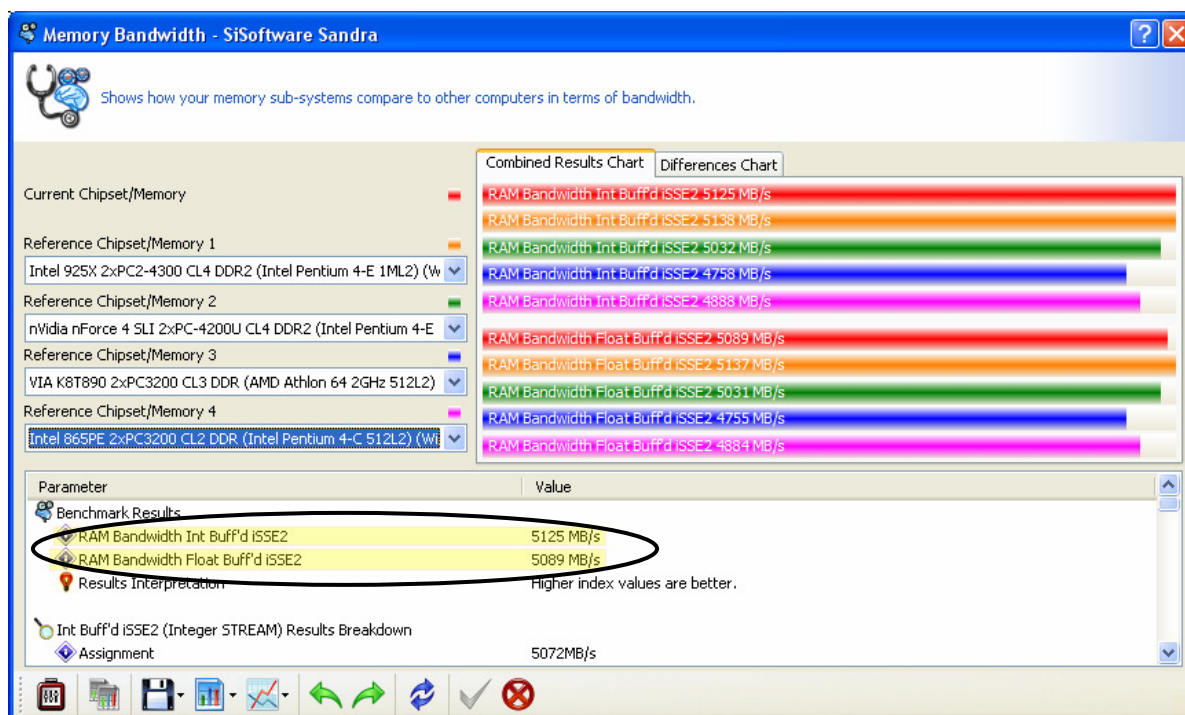 Memory Bandwidth - SiSoftware Sandra
Shows how your memory sub-systems compare to other computers in terms of bandwidth.
Combined Results Chart
Differences Chart
Current Chipset/Memory
Reference Chipset/Memory 1
Intel 925X 2xPC2-4300 CL4 DDR2 (Intel Pentium 4-E 1ML2) (W
Reference Chipset/Memory 2
nVidia nForce 4 SLI 2xPC-4200U CL4 DDR2 (Intel Pentium 4-E
Reference Chipset/Memory 3
VIA K8T890 2xPC3200 CL3 DDR (AMD Athlon 64 2GHz 512L2)
Reference Chipset/Memory 4
Intel 865PE 2xPC3200 CL2 DDR (Intel Pentium 4-C 512L2) (Wi
RAM Bandwidth Int Buff'd iSSE2 5125 MB/s
RAM Bandwidth Int Buff'd iSSE2 5138 MB/s
RAM Bandwidth Int Buff'd iSSE2 5032 MB/s
RAM Bandwidth Int Buff'd iSSE2 4758 MB/s
RAM Bandwidth Int Buff'd iSSE2 4888 MB/s
RAM Bandwidth Float Buff'd iSSE2 5089 MB/s
RAM Bandwidth Float Buff'd iSSE2 5137 MB/s
RAM Bandwidth Float Buff'd iSSE2 5031 MB/s
RAM Bandwidth Float Buff'd iSSE2 4755 MB/s
RAM Bandwidth Float Buff'd iSSE2 4884 MB/s
Parameter Value
Benchmark Results
RAM Bandwidth Int Buff'd iSSE2 5125 MB/s
RAM Bandwidth Float Buff'd iSSE2 5089 MB/s
Results Interpretation Higher index values are better.
Int Buff'd iSSE2 (Integer STREAM) Results Breakdown
Assignment 5072MB/s